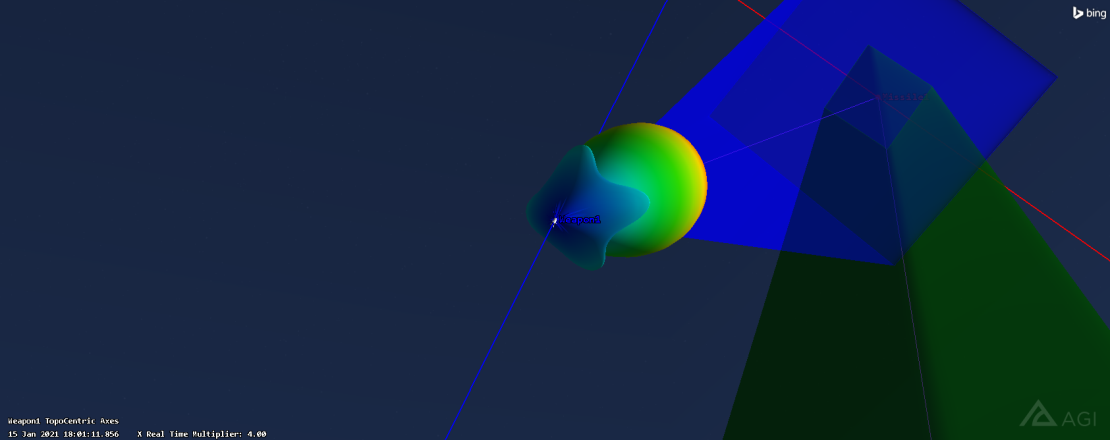 bing
Weapon1
AGI
Weapon1 TopoCentric Axes
15 Jan 2021 18:01:11.856 X Real Time Multiplier: 4.00